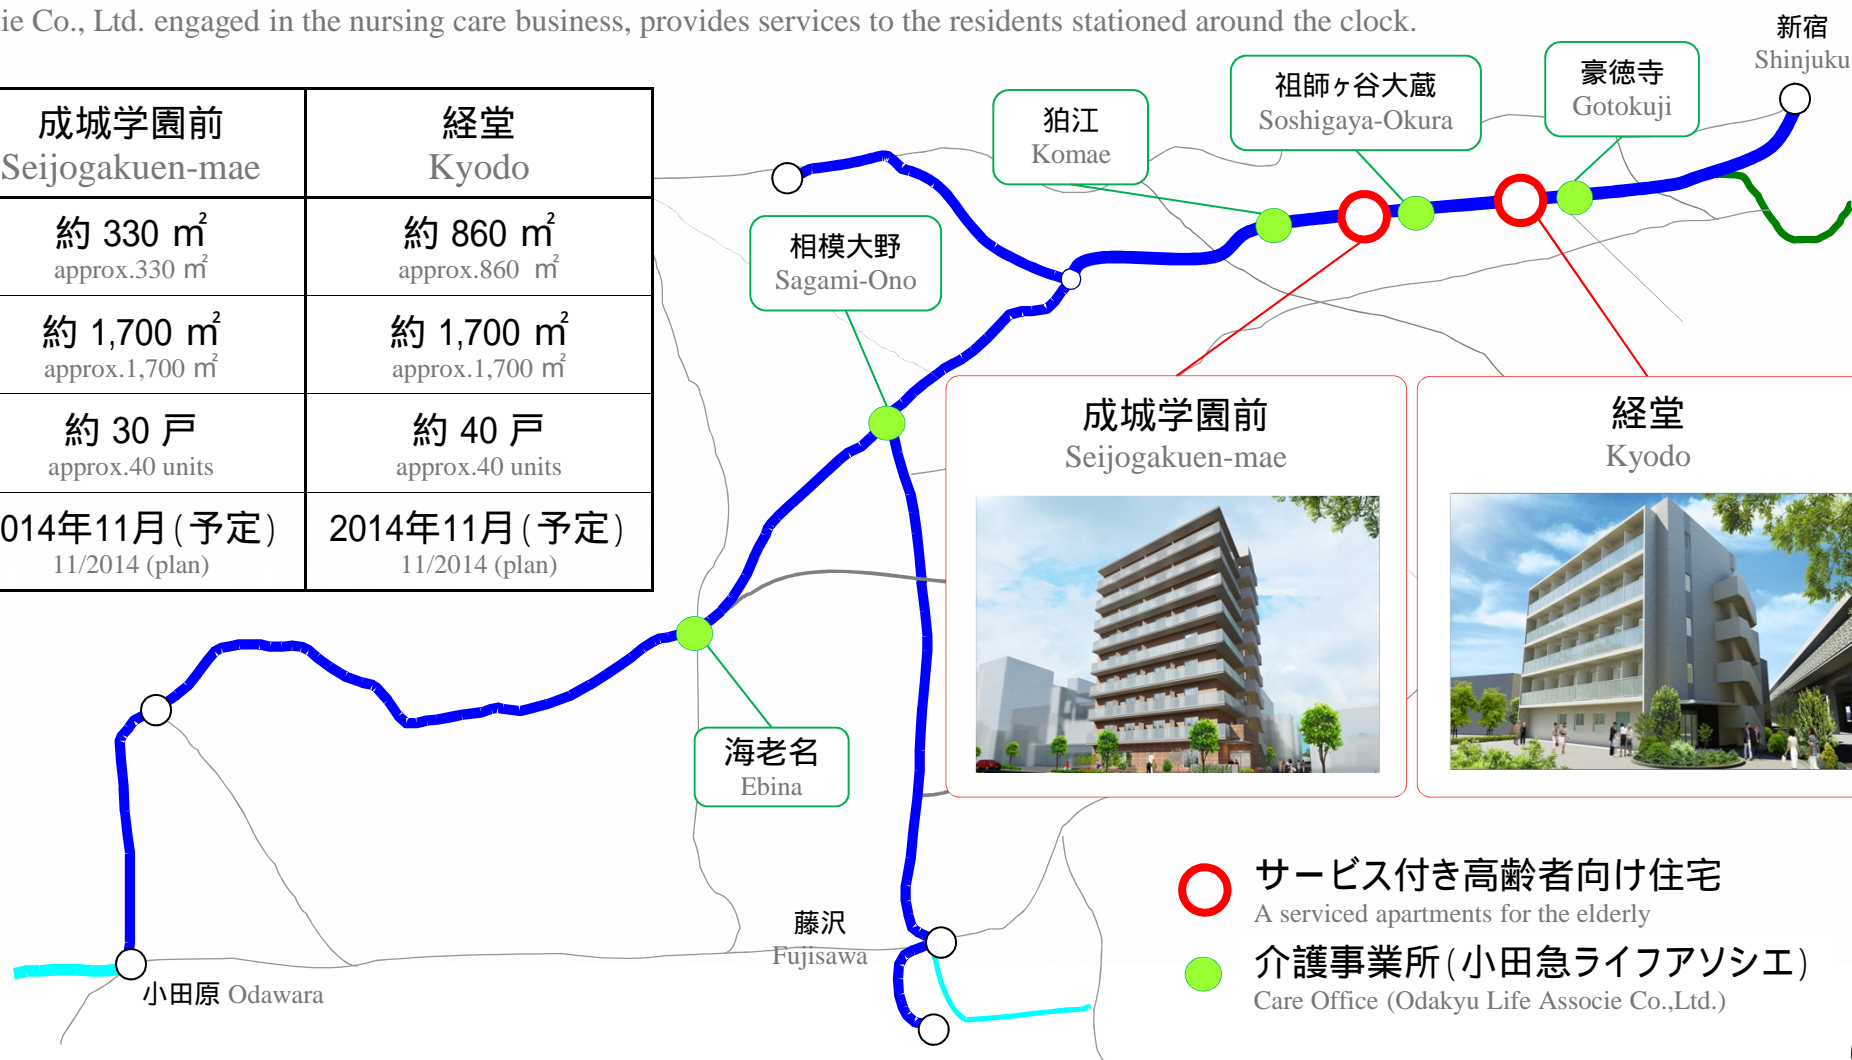 ie Co., Ltd. engaged in the nursing care business, provides services to the residents stationed around the clock.
新宿
Shinjuku
豪徳寺
Gotokuji
祖師ヶ谷大蔵
Soshigaya-Okura
狛江
Komae
成城学園前 経堂
Seijogakuen-mae Kyodo
約 330 ㎡ 約 860 ㎡
approx.330 ㎡ approx.860 ㎡
約 1,700 ㎡ 約 1,700 ㎡
approx.1,700 ㎡ approx.1,700 ㎡
約 30 戸 約 40 戸
approx.40 units approx.40 units
014年11月(予定) 2014年11月(予定)
11/2014 (plan) 11/2014 (plan)
相模大野
Sagami-Ono
成城学園前
Seijogakuen-mae
経堂
Kyodo
海老名
Ebina
藤沢
Fujisawa
小田原 Odawara
サービス付き高齢者向け住宅
A serviced apartments for the elderly
介護事業所(小田急ライフアソシエ)
Care Office (Odakyu Life Associe Co.,Ltd.)